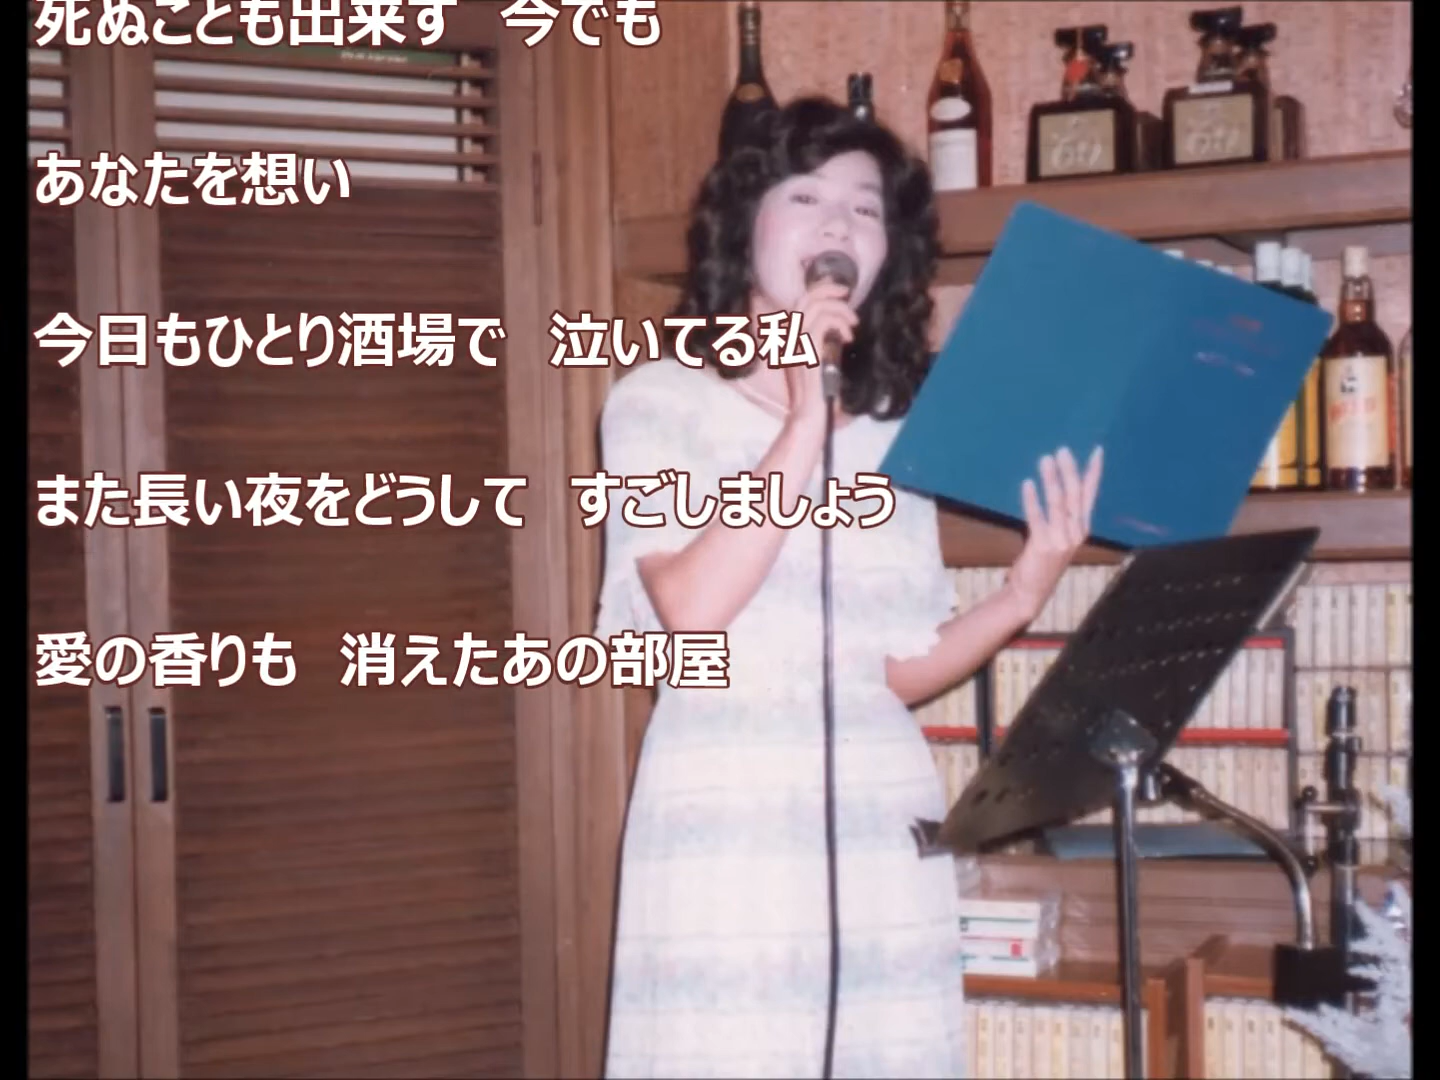 死ぬことも出来ず　今でも
あなたを想い
今日もひとり酒場で　泣いてる私
また長い夜をどうして　すごしましょう
愛の香りも　消えたあの部屋